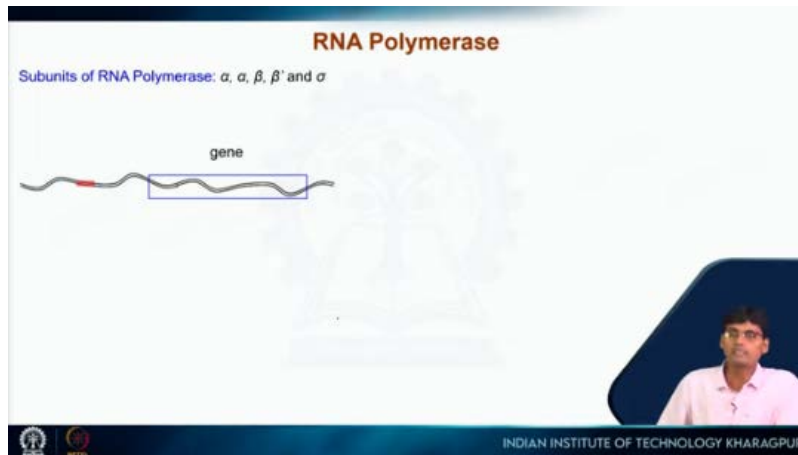 RNA Polymerase
Subunits of RNA Polymerase: α, α, β, β' and σ
gene
INDIAN INSTITUTE OF TECHNOLOGY KHARAGPUR